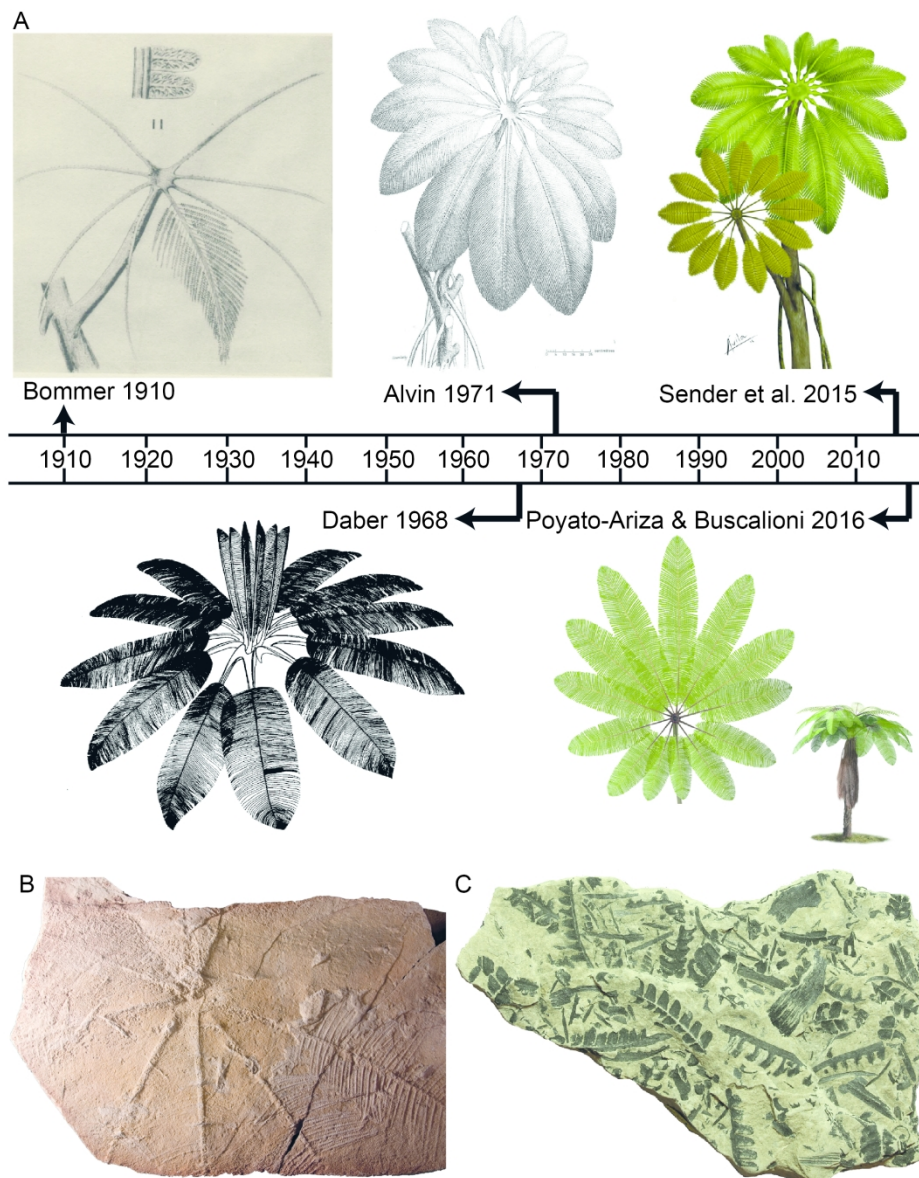 A
11
Bommer 1910
Alvin 1971
Sender et al. 2015
1910 1920 1930 1940 1950 1960 1970 1980 1990 2000 2010
Daber 1968
Poyato-Ariza & Buscalioni 2016
B
C